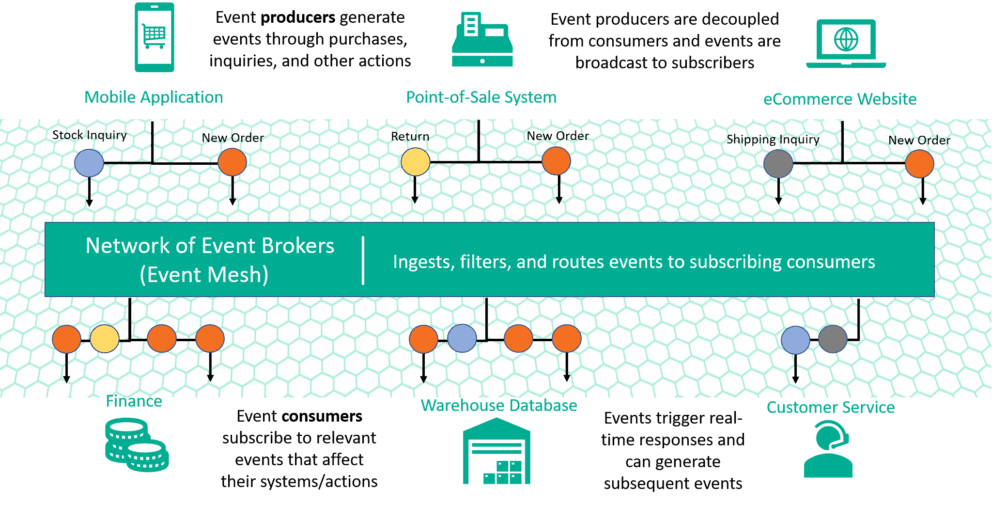 Event producers generate
events through purchases,
inquiries, and other actions
Event producers are decoupled
from consumers and events are
broadcast to subscribers
Mobile Application
Point-of-Sale System
eCommerce Website
Stock Inquiry
New Order
Return
New Order
Shipping Inquiry
New Order
Network of Event Brokers
(Event Mesh)
Ingests, filters, and routes events to subscribing consumers
Finance
Warehouse Database
Customer Service
Event consumers
subscribe to relevant
events that affect
their systems/actions
Events trigger real-
time responses and
can generate
subsequent events